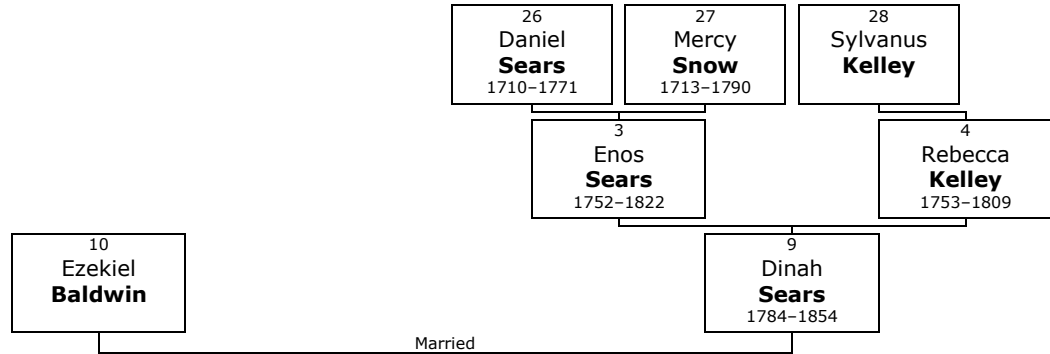 26
Daniel
Sears
1710–1771
27
Mercy
Snow
1713–1790
28
Sylvanus
Kelley
3
Enos
Sears
1752–1822
4
Rebecca
Kelley
1753–1809
10
Ezekiel
Baldwin
9
Dinah
Sears
1784–1854
Married